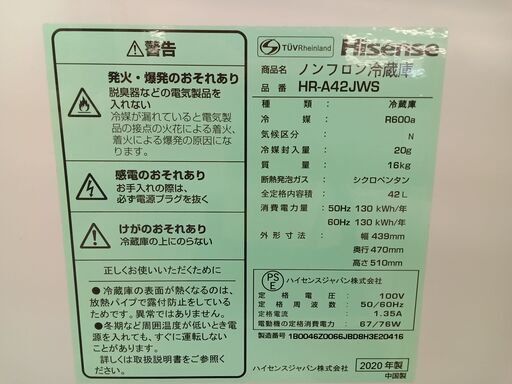 警告
発火・爆発のおそれあり
脱臭器などの電気製品を
入れない
冷媒が漏れていると電気製
品の接点の火花による着火、
着火による爆発の原因にな
ります。
感電のおそれあり
お手入れの際は、
必ず電源プラグを抜く
けがのおそれあり
冷蔵庫の上にのらない
正しくお使いいただくために
●冷蔵庫の表面が熱くなるのは、
放熱パイプで露付防止をしている
ためです。異常ではありません。
●冬期など周囲温度が低いとき電
源を入れても、すぐに運転しない
ことがあります。
詳しくは取扱説明書をご参照く
ださい。
TÜVRheinland Hisense
商品名 ノンフロン冷蔵庫
形名 HR-A42JWS
種類: 冷蔵庫
冷媒: R600a
気候区分: N
冷媒封入量: 20g
質量: 16kg
断熱発泡ガス: シクロペンタン
全定格内容積: 42L
消費電力量: 50Hz 130 kWh/年
60Hz 130 kWh/年
外形寸法: 幅 439mm
奥行 470mm
高さ 510mm
PSE ハイセンスジャパン株式会社
定格電圧: 100V
定格周波数: 50/60Hz
定格電流: 1.35A
電動機の定格消費電力: 67/76W
製造番号 1B0046Z0066JBD8H3E20416
ハイセンスジャパン株式会社 2020年製
中国製